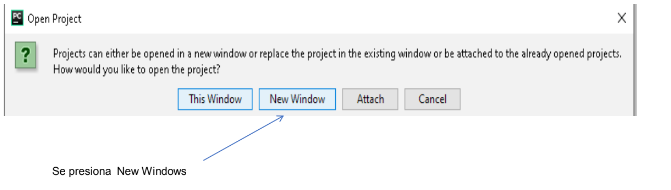 PC Open Project X
? Projects can either be opened in a new window or replace the project in the existing window or be attached to the already opened projects.
How would you like to open the project?
This Window New Window Attach Cancel
Se presiona New Windows